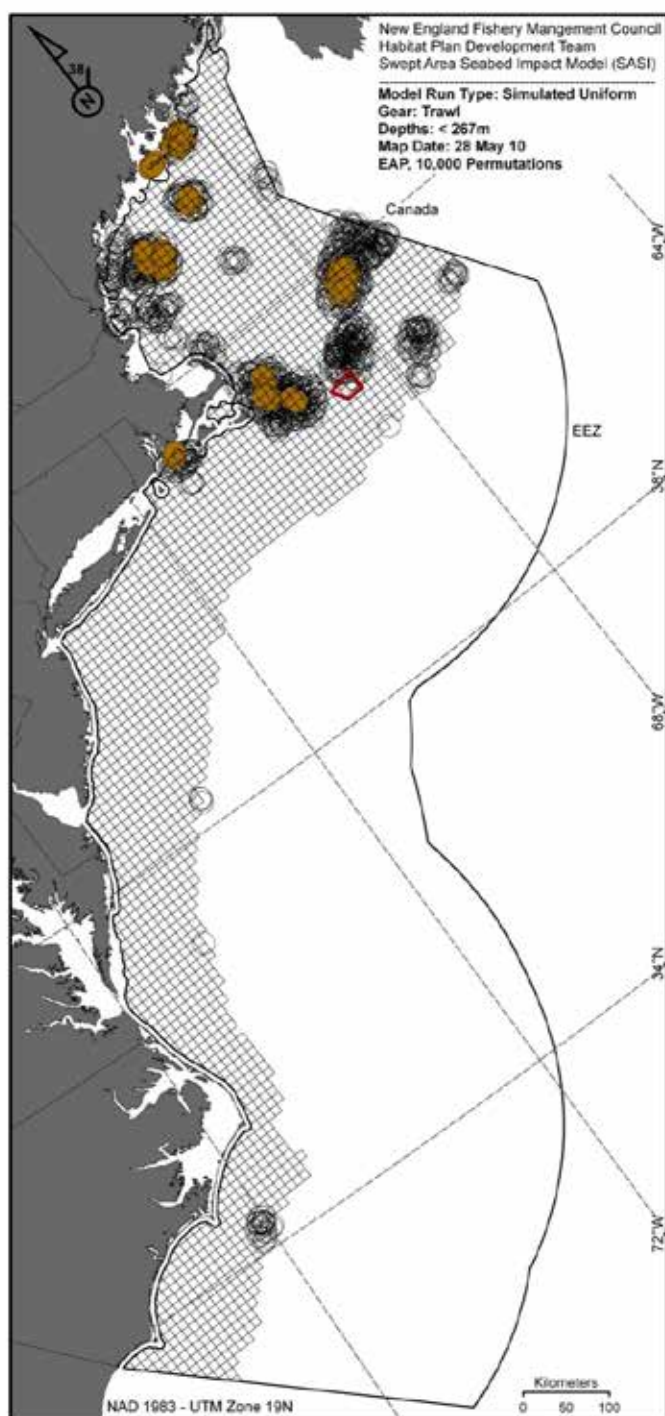 New England Fishery Mangement Council
Habitat Plan Development Team
Swept Area Seabed Impact Model (SASI)
Model Run Type: Simulated Uniform
Gear: Trawl
Depths: < 267m
Map Date: 28 May 10
EAP, 10,000 Permutations
38
N
Canada
64°W
EEZ
38°N
68°W
34°N
72°W
Kilometers
0 50 100
NAD 1983 - UTM Zone 19N